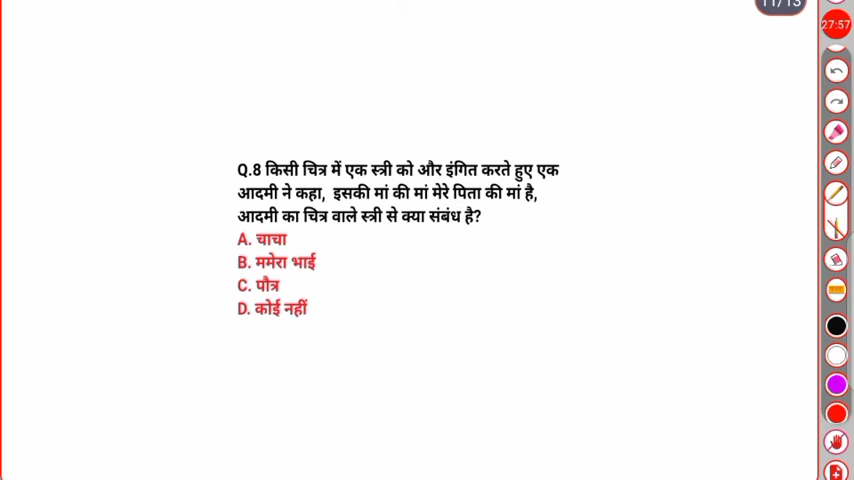 11/13
27:57
Q.8 किसी चित्र में एक स्त्री को और इंगित करते हुए एक
आदमी ने कहा, इसकी मां की मां मेरे पिता की मां है,
आदमी का चित्र वाले स्त्री से क्या संबंध है?
A. चाचा
B. ममेरा भाई
C. पौत्र
D. कोई नहीं